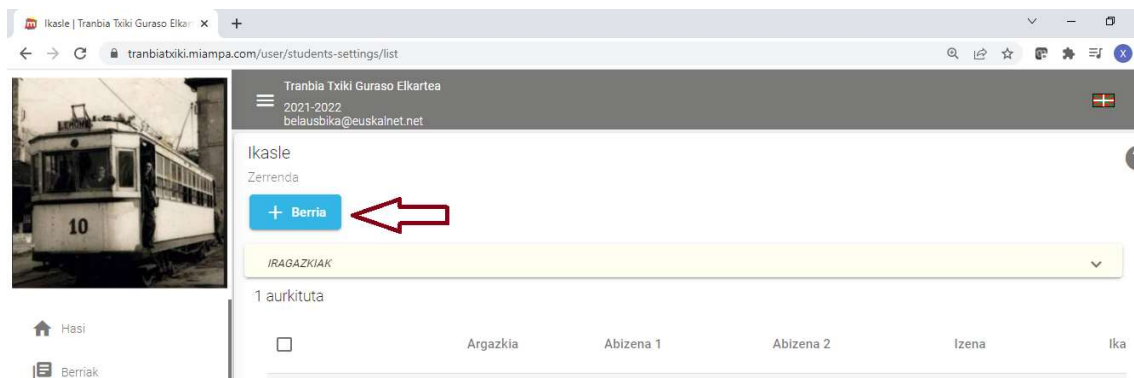 Ikasle | Tranbia Txiki Guraso Elkar
tranbiatxiki.miampa.com/user/students-settings/list
X
LEMONA
10
Tranbia Txiki Guraso Elkartea
2021-2022
belausbika@euskalnet.net
Ikasle
Zerrenda
+ Berria
IRAGAZKIAK
1 aurkituta
Argazkia Abizena 1 Abizena 2 Izena Ika
Hasi
Berriak